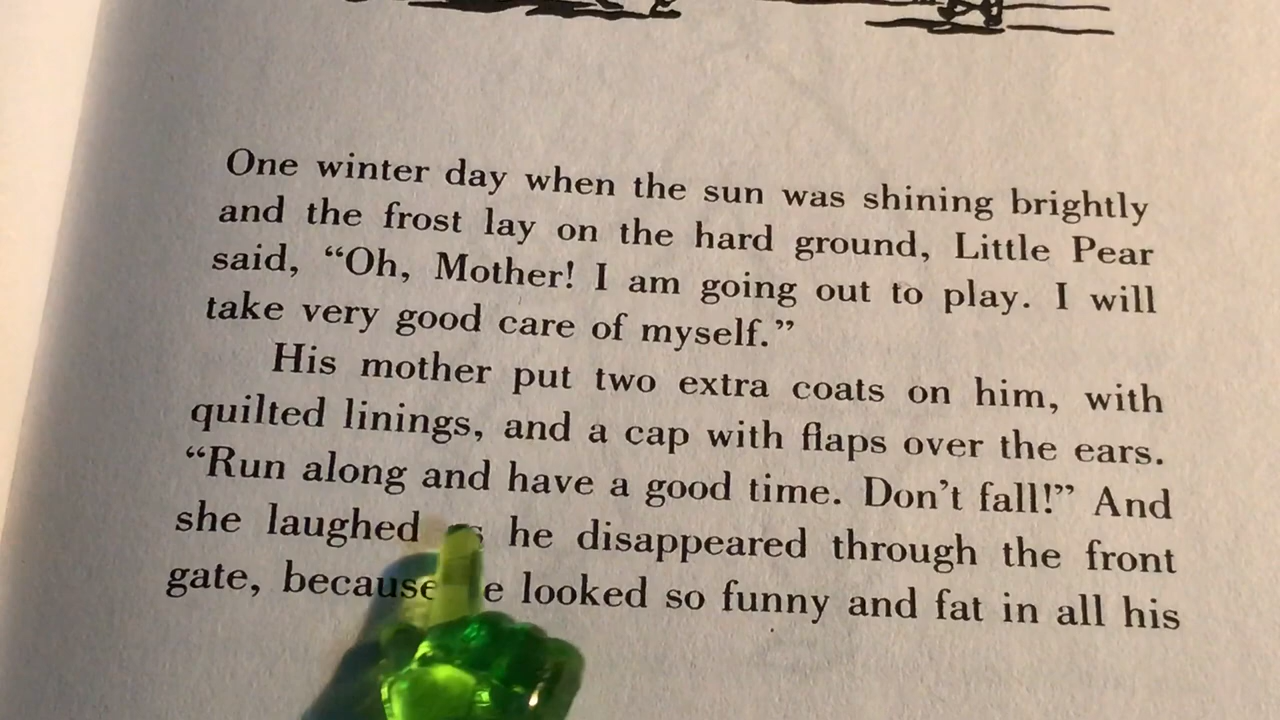 One winter day when the sun was shining brightly
and the frost lay on the hard ground, Little Pear
said, “Oh, Mother! I am going out to play. I will
take very good care of myself.”
His mother put two extra coats on him, with
quilted linings, and a cap with flaps over the ears.
“Run along and have a good time. Don’t fall!” And
she laughed as he disappeared through the front
gate, because he looked so funny and fat in all his